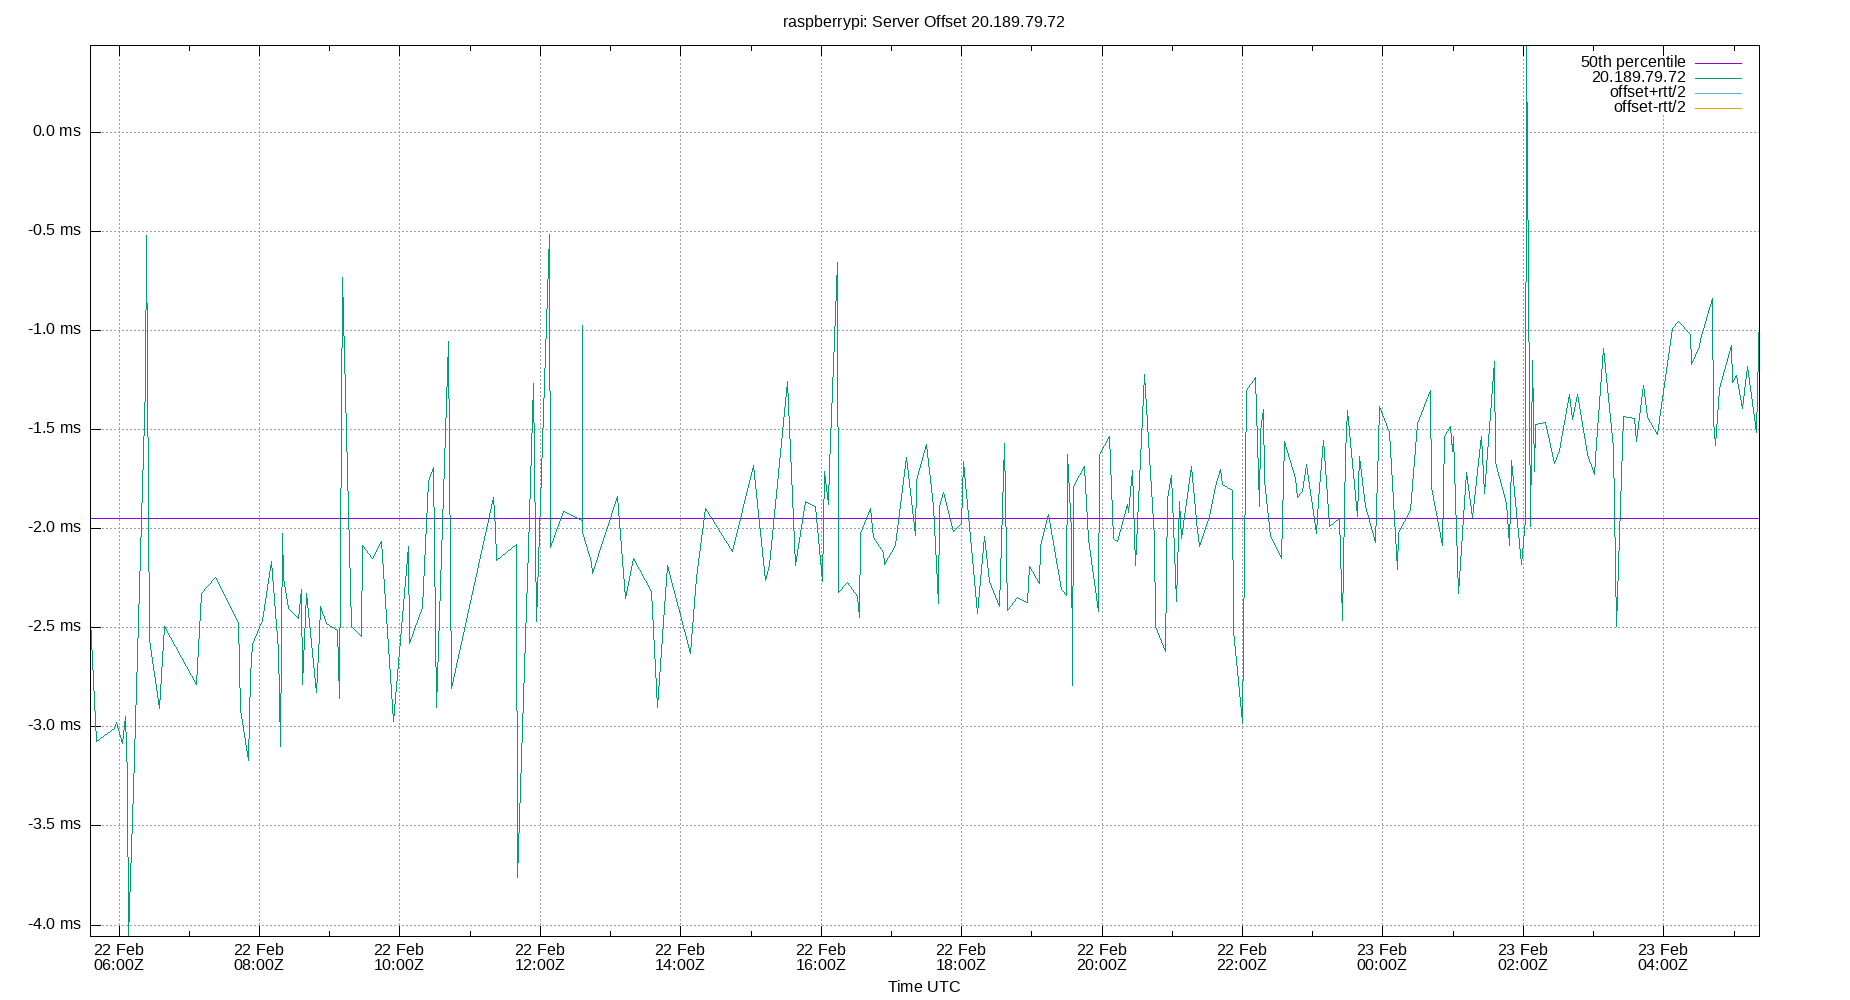 raspberrypi: Server Offset 20.189.79.72
50th percentile
20.189.79.72
offset+rtt/2
offset-rtt/2
0.0 ms
-0.5 ms
-1.0 ms
-1.5 ms
-2.0 ms
-2.5 ms
-3.0 ms
-3.5 ms
-4.0 ms
22 Feb 22 Feb 22 Feb 22 Feb 22 Feb 22 Feb 22 Feb 22 Feb 22 Feb 23 Feb 23 Feb 23 Feb
06:00Z 08:00Z 10:00Z 12:00Z 14:00Z 16:00Z 18:00Z 20:00Z 22:00Z 00:00Z 02:00Z 04:00Z
Time UTC